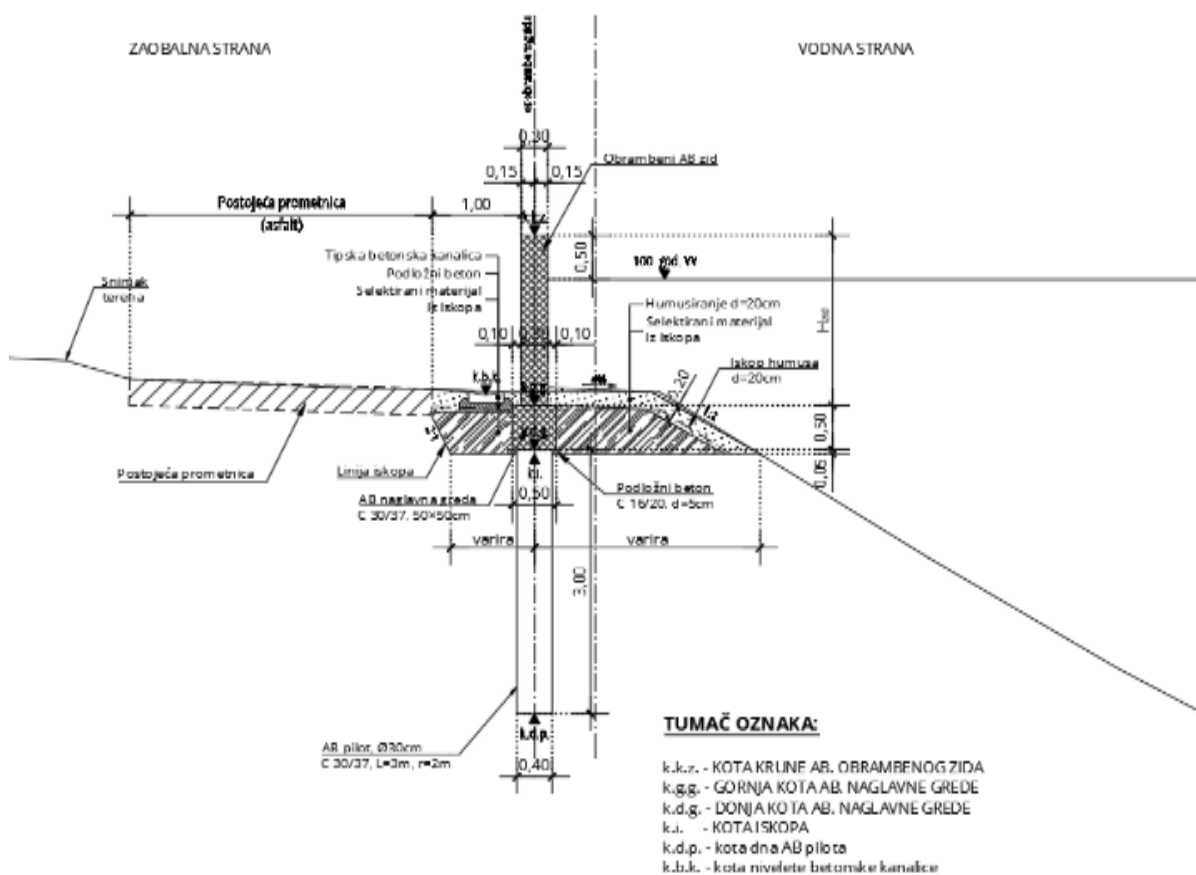 ZAOBALNA STRANA
VODNA STRANA
os obrambenog zida
0,30
Obrambeni AB zid
0,15
0,15
Postojeća prometnica
(asfalt)
1,00
0,50
100. god. VV
Tipska betonska kanalica
Podložni beton
Selektirani materijal
iz iskopa
Snimak
terena
Humusiranje d=20cm
Selektirani materijal
iz iskopa
0,10
0,10
Iskop humusa
d=20cm
k.b.k.
0,50
0,05
Postojeća prometnica
Linija iskopa
k.i.
AB naglavna greda
C 30/37, 50×50cm
0,50
Podložni beton
C 16/20, d=5cm
varira
varira
3,00
k.d.p.
AB pilot, Ø30cm
C 30/37, L=3m, r=2m
0,40
TUMAČ OZNAKA:
k.k.z. - KOTA KRUNE AB. OBRAMBENOG ZIDA
k.g.g. - GORNJA KOTA AB. NAGLAVNE GREDE
k.d.g. - DONJA KOTA AB. NAGLAVNE GREDE
k.i. - KOTA ISKOPA
k.d.p. - kota dna AB pilota
k.b.k. - kota nivelete betomske kanalice